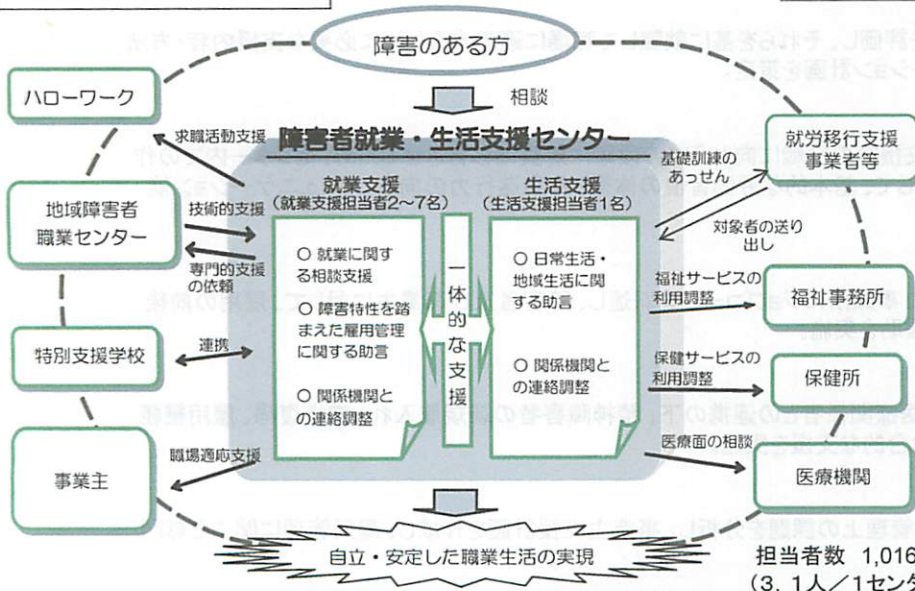 障害のある方
相談
ハローワーク
求職活動支援
地域障害者
職業センター
技術的支援
専門的支援
の依頼
特別支援学校
連携
事業主
職場適応支援
障害者就業・生活支援センター
就業支援
(就業支援担当者2～7名)
○ 就業に関する
相談支援
○ 障害特性を踏
まえた雇用管理
に関する助言
○ 関係機関と
の連絡調整
一体的な支援
生活支援
(生活支援担当者1名)
○ 日常生活・
地域生活に関
する助言
○ 関係機関と
の連絡調整
基礎訓練の
あっせん
就労移行支援
事業者等
対象者の送り
出し
福祉サービスの
利用調整
福祉事務所
保健サービスの
利用調整
保健所
医療面の相談
医療機関
自立・安定した職業生活の実現
担当者数 1,016
(3.1人／1センタ